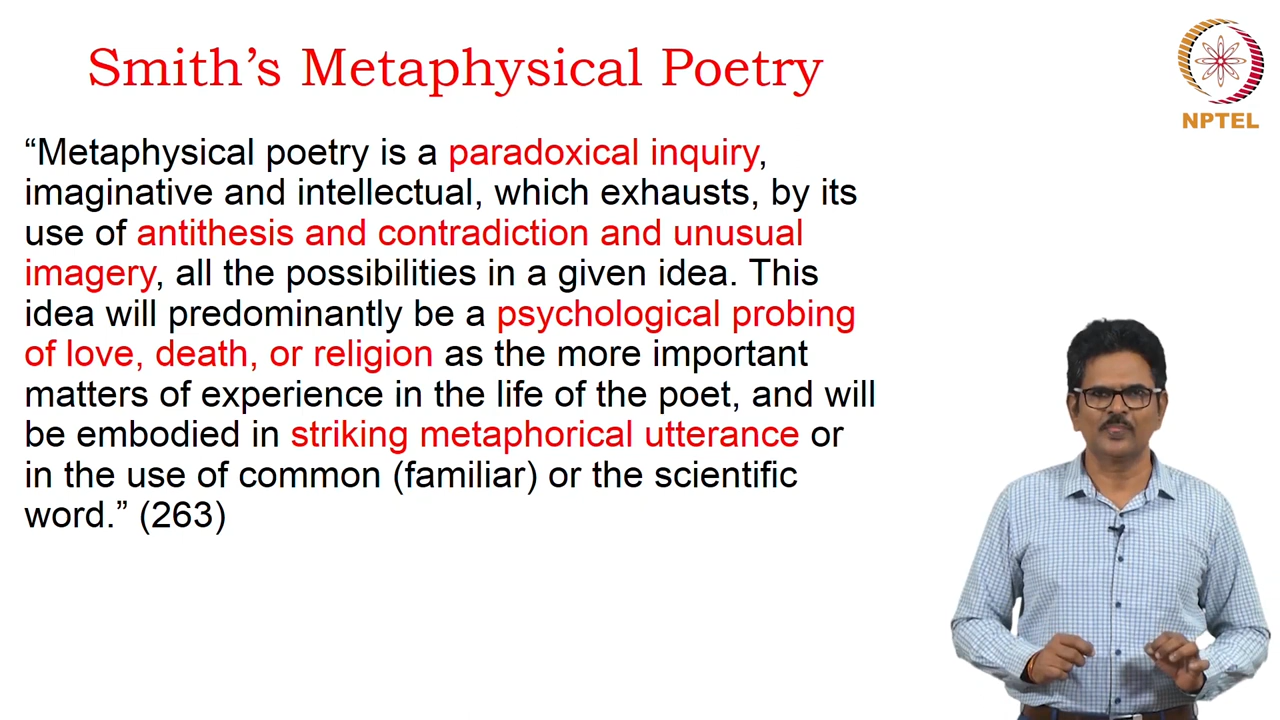 Smith's Metaphysical Poetry
NPTEL
“Metaphysical poetry is a paradoxical inquiry,
imaginative and intellectual, which exhausts, by its
use of antithesis and contradiction and unusual
imagery, all the possibilities in a given idea. This
idea will predominantly be a psychological probing
of love, death, or religion as the more important
matters of experience in the life of the poet, and will
be embodied in striking metaphorical utterance or
in the use of common (familiar) or the scientific
word.” (263)